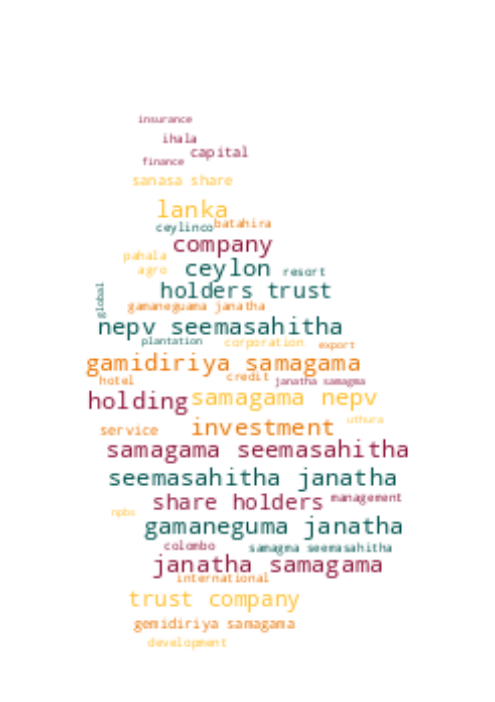 insurance
ihala
capital
finance
sanasa share
lanka
batahira
ceylinco
company
pahala
ceylon
agro
resort
holders trust
global
gamaneguama janatha
nepv seemasahitha
plantation
corporation
export
gamidiriya samagama
hotel
credit
janatha samagma
holding
samagama nepv
uthura
service
investment
samagama seemasahitha
seemasahitha janatha
share holders
management
npbs
gamaneguma janatha
colombo
samagma seemasahitha
janatha samagama
international
trust company
gemidiriya samagama
development